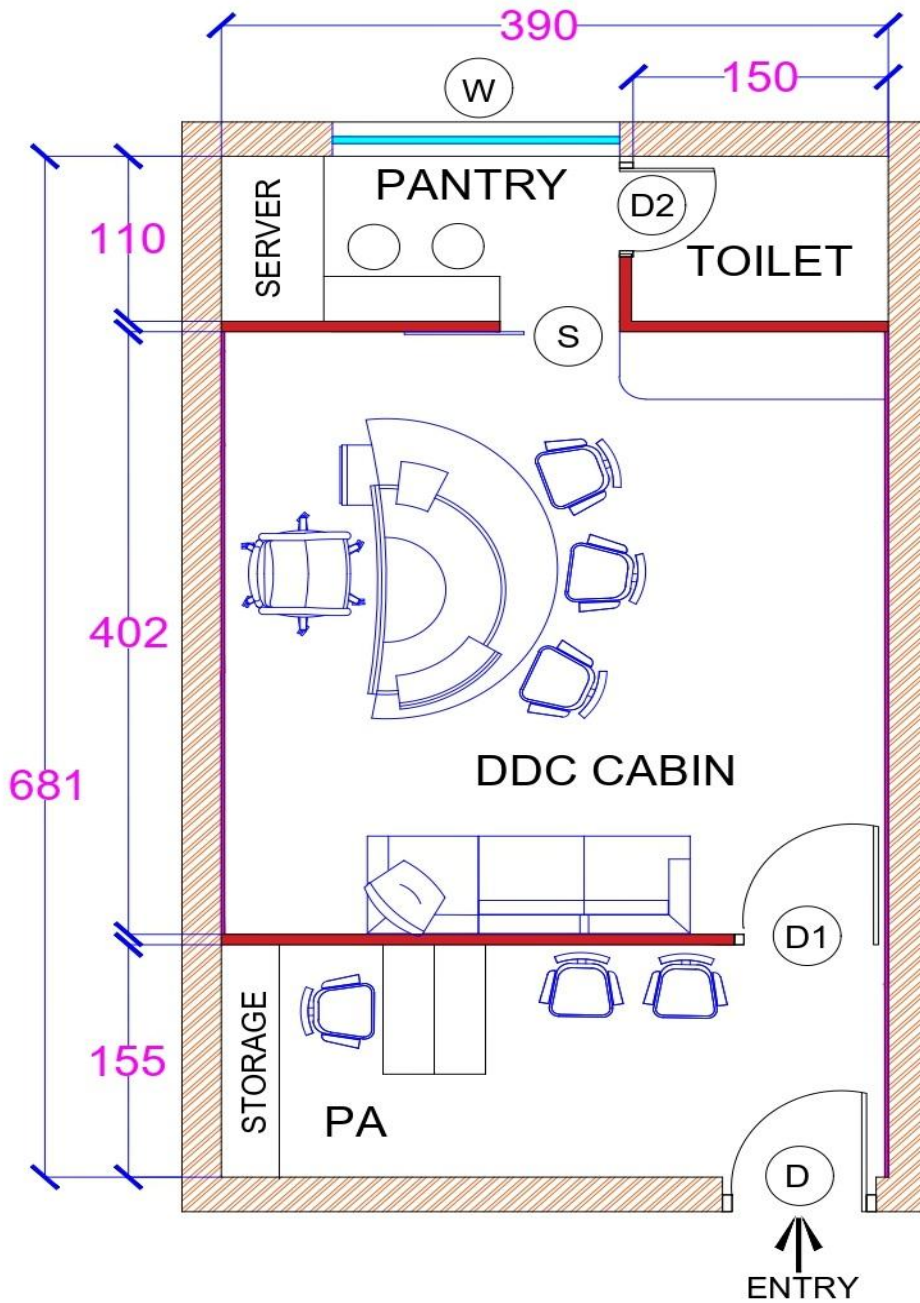 390
150
W
PANTRY
D2
SERVER
110
TOILET
S
402
DDC CABIN
681
D1
STORAGE
155
PA
D
ENTRY